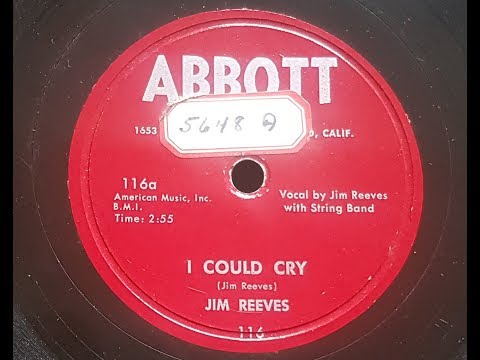 ABBOTT
1653
5648
, CALIF.
116a
American Music, Inc.
B.M.I.
Time: 2:55
Vocal by Jim Reeves
with String Band
I COULD CRY
(Jim Reeves)
JIM REEVES
116